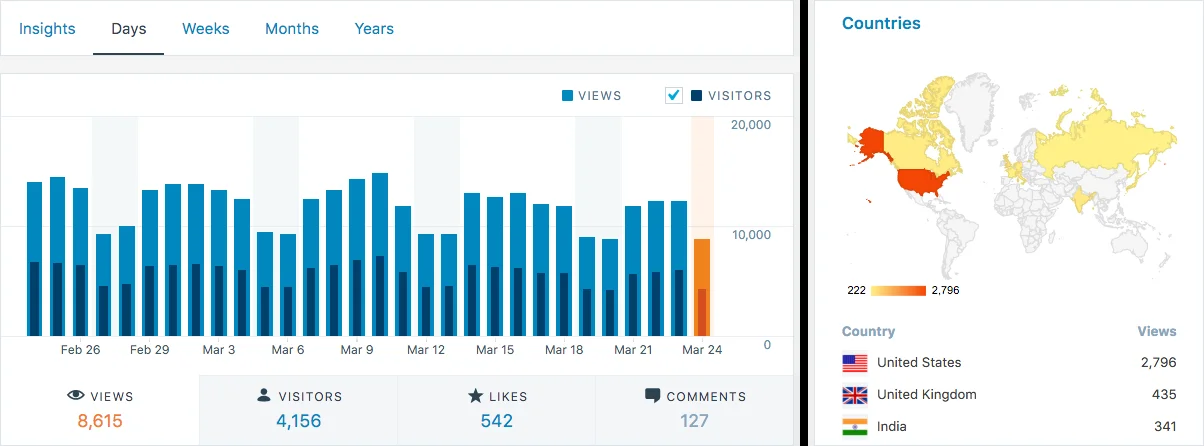 Insights Days Weeks Months Years
VIEWS VISITORS
20,000
10,000
0
Feb 26 Feb 29 Mar 3 Mar 6 Mar 9 Mar 12 Mar 15 Mar 18 Mar 21 Mar 24
VIEWS VISITORS LIKES COMMENTS
8,615 4,156 542 127
Countries
222 2,796
Country Views
United States 2,796
United Kingdom 435
India 341